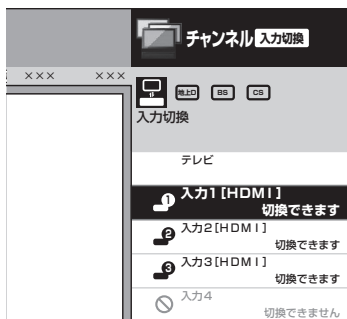 チャンネル 入力切換
××× ×××
地上D BS CS
入力切換
テレビ
1 入力1[HDMI]
切換できます
2 入力2[HDMI]
切換できます
3 入力3[HDMI]
切換できます
入力4
切換できません